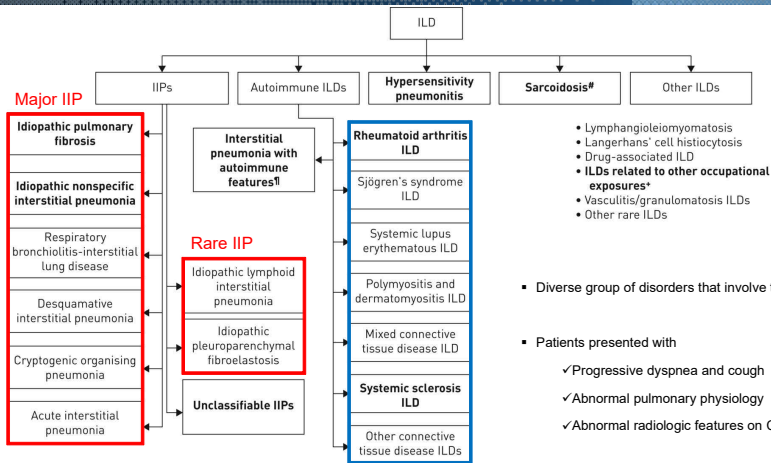 ILD
IIPs
Autoimmune ILDs
Hypersensitivity
pneumonitis
Sarcoidosis#
Other ILDs
Major IIP
Idiopathic pulmonary
fibrosis
Idiopathic nonspecific
interstitial pneumonia
Respiratory
bronchiolitis-interstitial
lung disease
Desquamative
interstitial pneumonia
Cryptogenic organising
pneumonia
Acute interstitial
pneumonia
Rare IIP
Idiopathic lymphoid
interstitial
pneumonia
Idiopathic
pleuroparenchymal
fibroelastosis
Unclassifiable IIPs
Interstitial
pneumonia with
autoimmune
features¶
Rheumatoid arthritis
ILD
Sjögren's syndrome
ILD
Systemic lupus
erythematous ILD
Polymyositis and
dermatomyositis ILD
Mixed connective
tissue disease ILD
Systemic sclerosis
ILD
Other connective
tissue disease ILDs
• Lymphangioleiomyomatosis
• Langerhans' cell histiocytosis
• Drug-associated ILD
• ILDs related to other occupational
exposures+
• Vasculitis/granulomatosis ILDs
• Other rare ILDs
▪ Diverse group of disorders that involve
▪ Patients presented with
✓Progressive dyspnea and cough
✓Abnormal pulmonary physiology
✓Abnormal radiologic features on